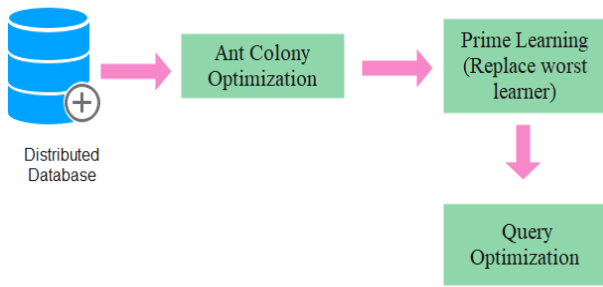 Distributed
Database
Ant Colony
Optimization
Prime Learning
(Replace worst
learner)
Query
Optimization